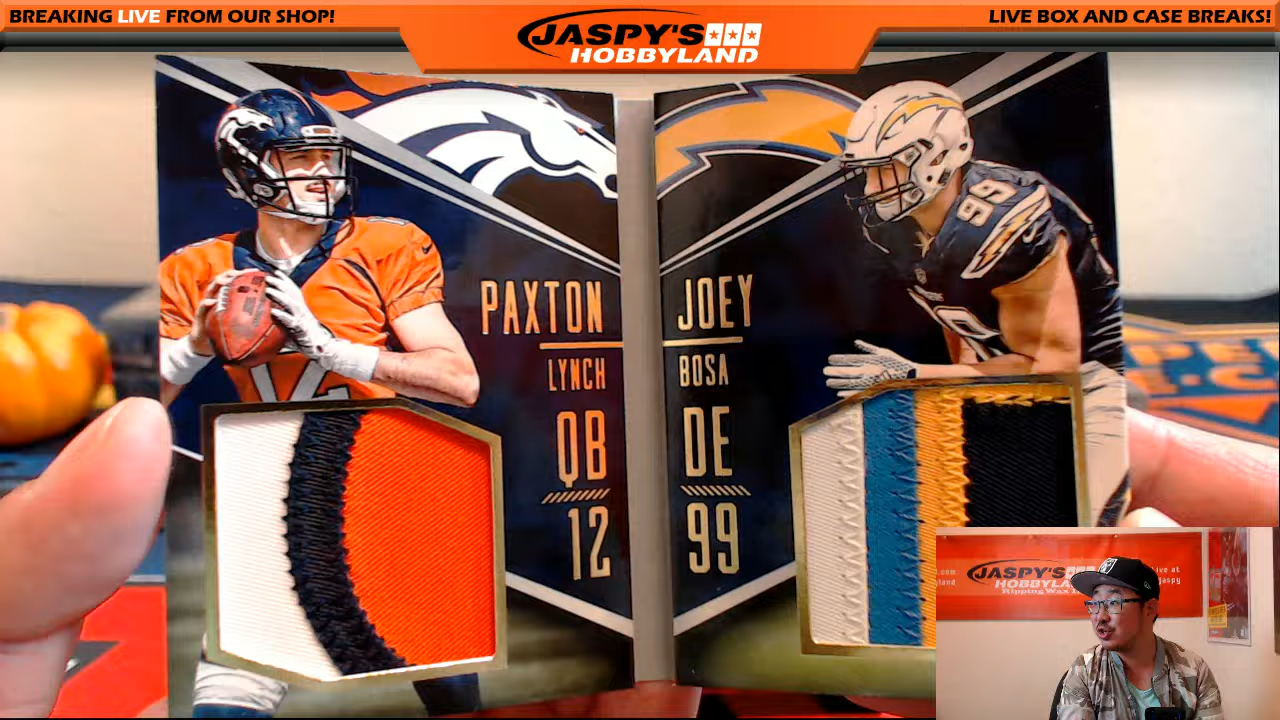 BREAKING LIVE FROM OUR SHOP!
JASPY'S
HOBBYLAND
LIVE BOX AND CASE BREAKS!
PAXTON
LYNCH
QB
12
JOEY
BOSA
DE
99
99
JASPY'S
HOBBYLAND